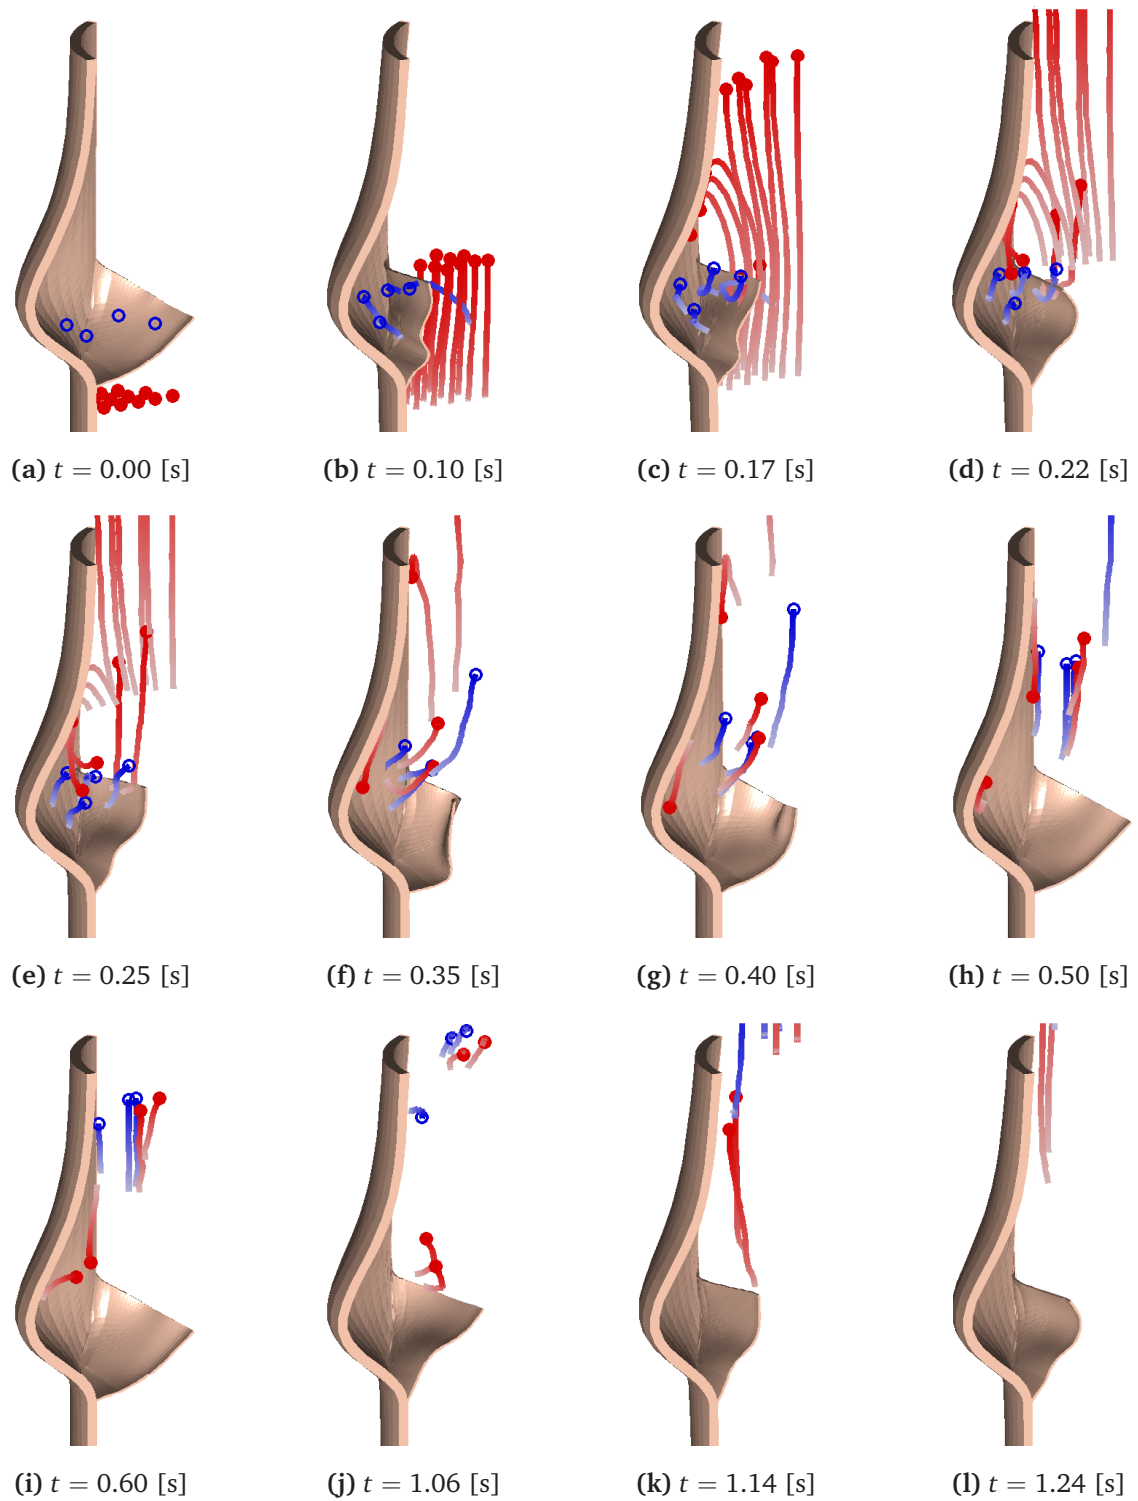 (a) t = 0.00 [s]
(b) t = 0.10 [s]
(c) t = 0.17 [s]
(d) t = 0.22 [s]
(e) t = 0.25 [s]
(f) t = 0.35 [s]
(g) t = 0.40 [s]
(h) t = 0.50 [s]
(i) t = 0.60 [s]
(j) t = 1.06 [s]
(k) t = 1.14 [s]
(l) t = 1.24 [s]